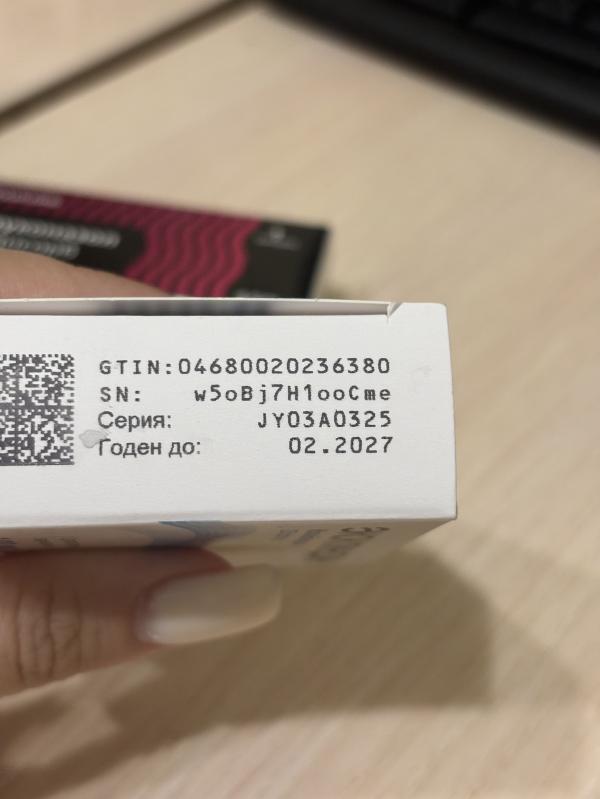 GTIN:04680020236380
SN: w5oBj7H1ooCme
Серия: JY03A0325
Годен до: 02.2027